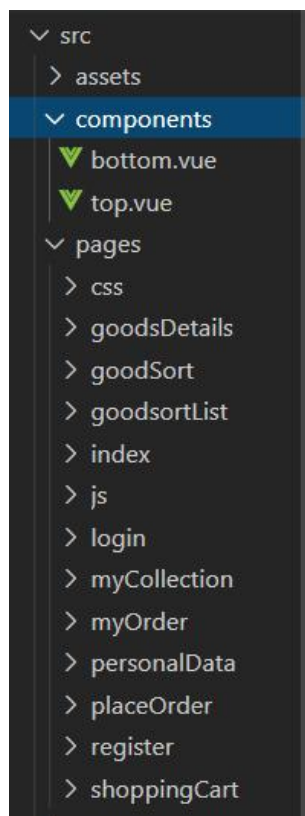 src
assets
components
bottom.vue
top.vue
pages
css
goodsDetails
goodSort
goodsortList
index
js
login
myCollection
myOrder
personalData
placeOrder
register
shoppingCart